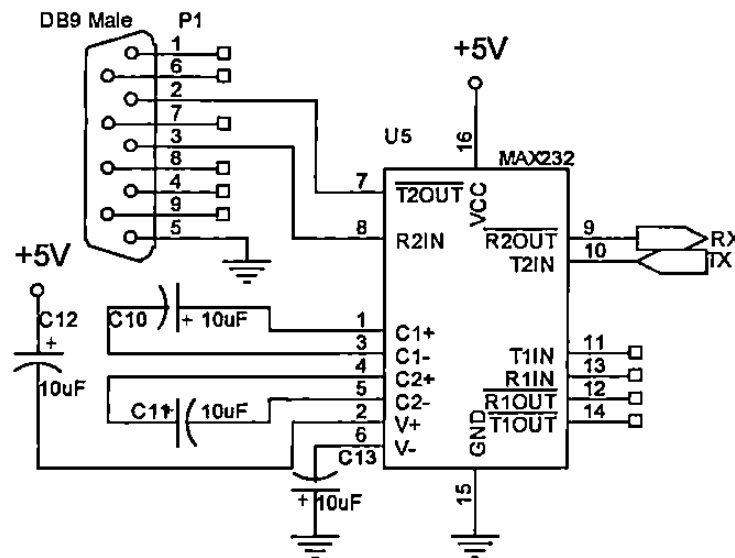 DB9 Male P1
1
6
2
7
3
8
4
9
5
+5V
C12
+
10uF
C10
+ 10uF
C11
+
10uF
+5V
U5
MAX232
16
VCC
7 T2OUT
8 R2IN
R2OUT 9 RX
T2IN 10 TX
1 C1+
3 C1-
4 C2+
5 C2-
2 V+
6 V-
T1IN 11
R1IN 13
R1OUT 12
T1OUT 14
GND
15
C13
+ 10uF